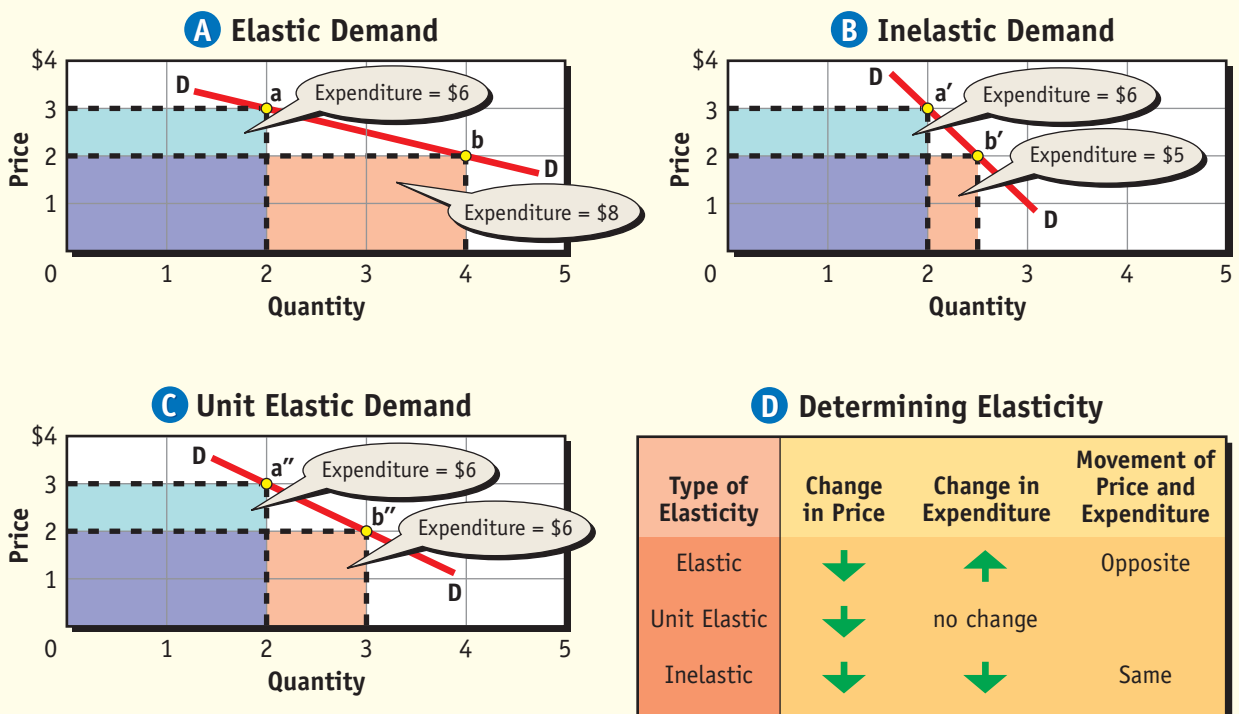 A Elastic Demand
$4
3
2
1
0
1
2
3
4
5
Price
Quantity
D
a
b
D
Expenditure = $6
Expenditure = $8
B Inelastic Demand
$4
3
2
1
0
1
2
3
4
5
Price
Quantity
D
a′
b′
D
Expenditure = $6
Expenditure = $5
C Unit Elastic Demand
$4
3
2
1
0
1
2
3
4
5
Price
Quantity
D
a″
b″
D
Expenditure = $6
Expenditure = $6
D Determining Elasticity
Type of
Elasticity
Change
in Price
Change in
Expenditure
Movement of
Price and
Expenditure
Elastic
Opposite
Unit Elastic
no change
Inelastic
Same